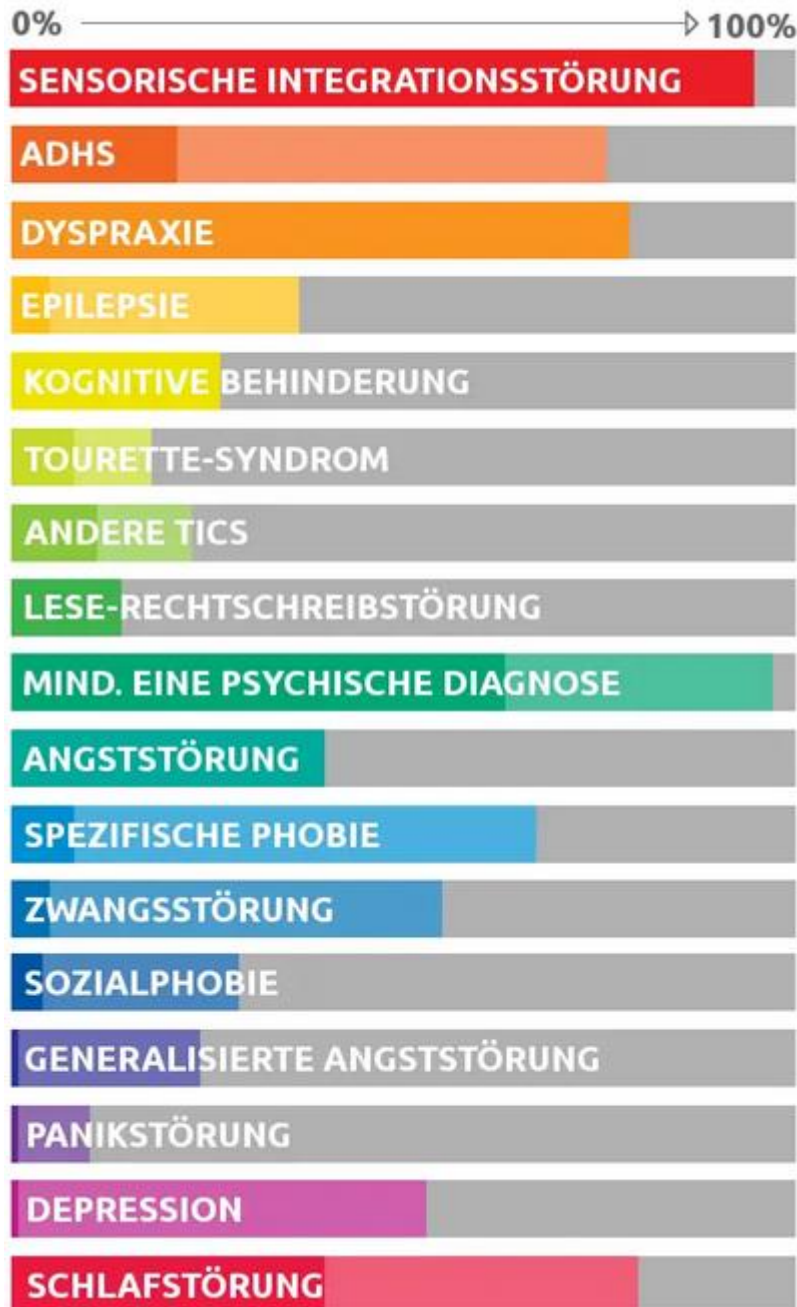 0% 100%
SENSORISCHE INTEGRATIONSSTÖRUNG
ADHS
DYSPRAXIE
EPILEPSIE
KOGNITIVE BEHINDERUNG
TOURETTE-SYNDROM
ANDERE TICS
LESE-RECHTSCHREIBSTÖRUNG
MIND. EINE PSYCHISCHE DIAGNOSE
ANGSTSTÖRUNG
SPEZIFISCHE PHOBIE
ZWANGSSTÖRUNG
SOZIALPHOBIE
GENERALISIERTE ANGSTSTÖRUNG
PANIKSTÖRUNG
DEPRESSION
SCHLAFSTÖRUNG